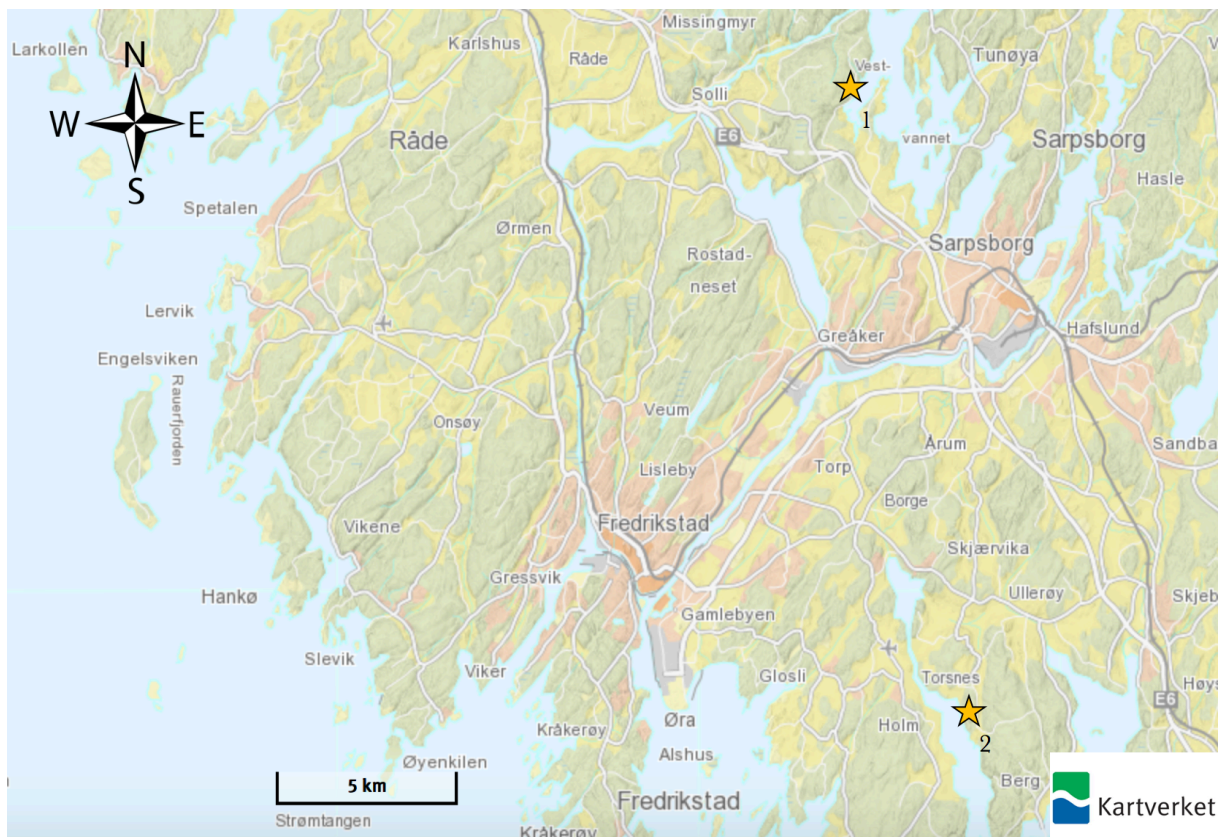 Missingmyr
Larkollen
Karlshus
N
Råde
Vest-
Tunøya
Solli
1
W
E
E6
Råde
vannet
Sarpsborg
S
Hasle
Spetalen
Ørmen
Sarpsborg
Rostad-
neset
Lervik
Greåker
Hafslund
Engelsviken
Rauerfjorden
Veum
Onsøy
Årum
Sandba
Lisleby
Torp
Borge
Vikene
Fredrikstad
Skjærvika
Gressvik
Ullerøy
Skjeb
Hankø
Gamlebyen
Slevik
Viker
Glosli
Torsnes
Høys
E6
Øra
Kråkerøy
Holm
2
Alshus
Øyenkilen
5 km
Berg
Fredrikstad
Strømtangen
Kråkerøy
Kartverket